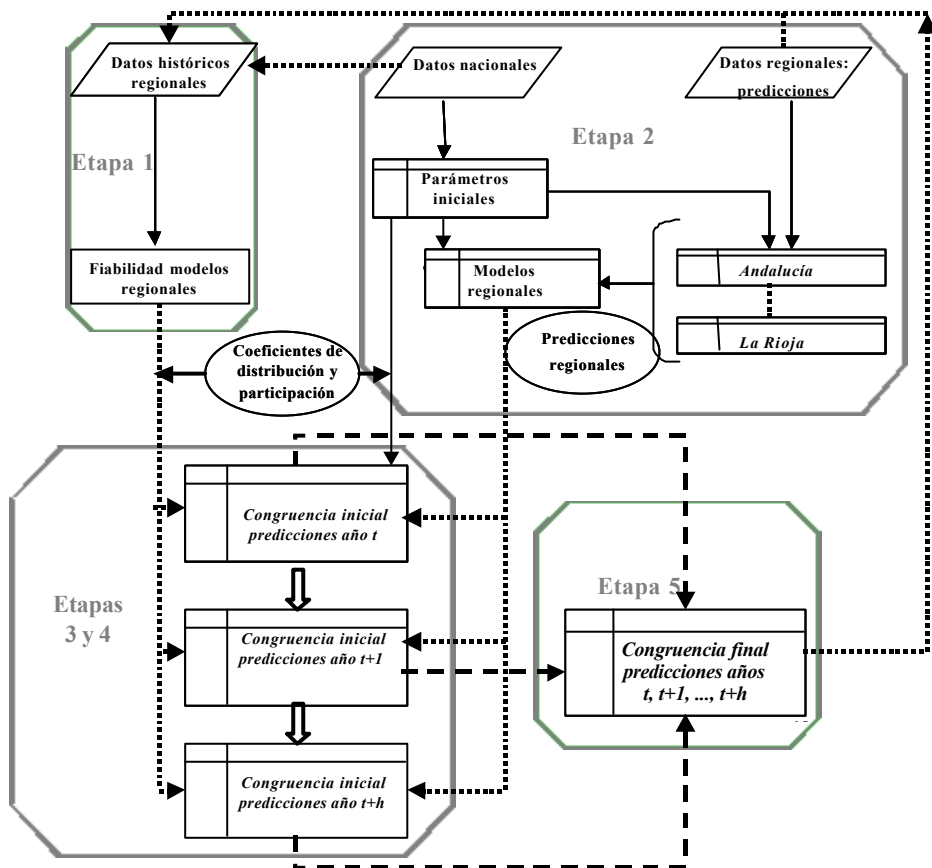 Datos históricos
regionales
Etapa 1
Fiabilidad modelos
regionales
Datos nacionales
Datos regionales:
predicciones
Etapa 2
Parámetros
iniciales
Modelos
regionales
Andalucía
La Rioja
Predicciones
regionales
Coeficientes de
distribución y
participación
Etapas
3 y 4
Congruencia inicial
predicciones año t
Congruencia inicial
predicciones año t+1
Congruencia inicial
predicciones año t+h
Etapa 5
Congruencia final
predicciones años
t, t+1, ..., t+h